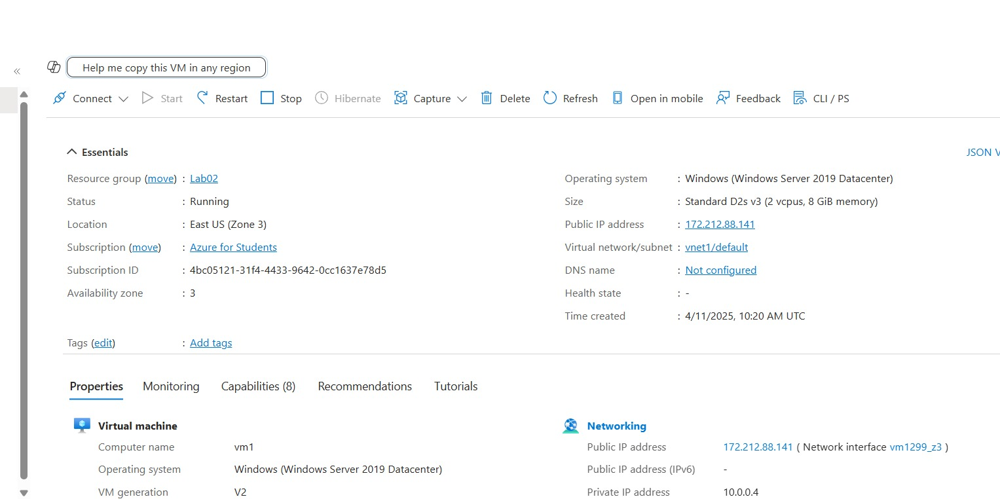 Help me copy this VM in any region
Connect Start Restart Stop Hibernate Capture Delete Refresh Open in mobile Feedback CLI / PS
Essentials
JSON V
Resource group (move) : Lab02
Status : Running
Location : East US (Zone 3)
Subscription (move) : Azure for Students
Subscription ID : 4bc05121-31f4-4433-9642-0cc1637e78d5
Availability zone : 3
Operating system : Windows (Windows Server 2019 Datacenter)
Size : Standard D2s v3 (2 vcpus, 8 GiB memory)
Public IP address : 172.212.88.141
Virtual network/subnet : vnet1/default
DNS name : Not configured
Health state : -
Time created : 4/11/2025, 10:20 AM UTC
Tags (edit) : Add tags
Properties Monitoring Capabilities (8) Recommendations Tutorials
Virtual machine
Computer name vm1
Operating system Windows (Windows Server 2019 Datacenter)
VM generation V2
Networking
Public IP address 172.212.88.141 ( Network interface vm1299_z3 )
Public IP address (IPv6) -
Private IP address 10.0.0.4